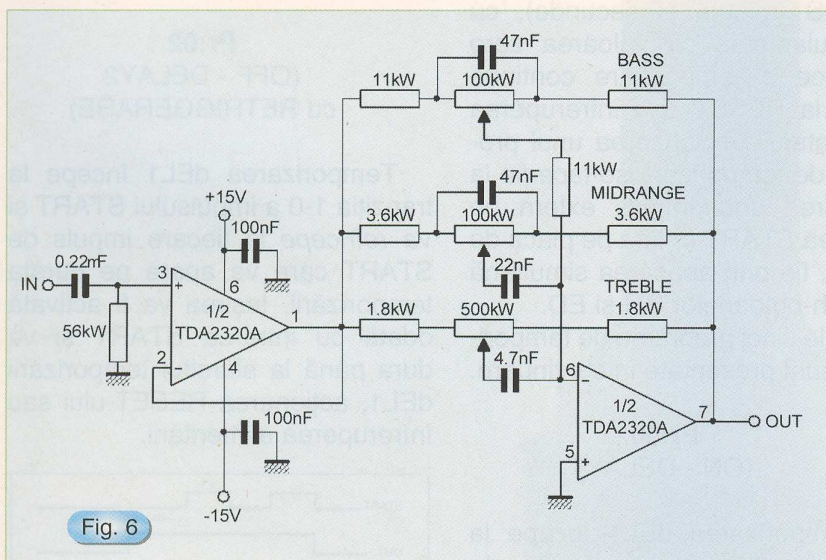 47nF
BASS
11kW
100kW
11kW
11kW
47nF
MIDRANGE
3.6kW
100kW
3.6kW
+15V
100nF
0.22mF
IN
3
+
6
22nF
TREBLE
56kW
1/2
TDA2320A
1
1.8kW
500kW
1.8kW
2
-
4
4.7nF
6
-
100nF
1/2
TDA2320A
7
OUT
5
+
-15V
Fig. 6